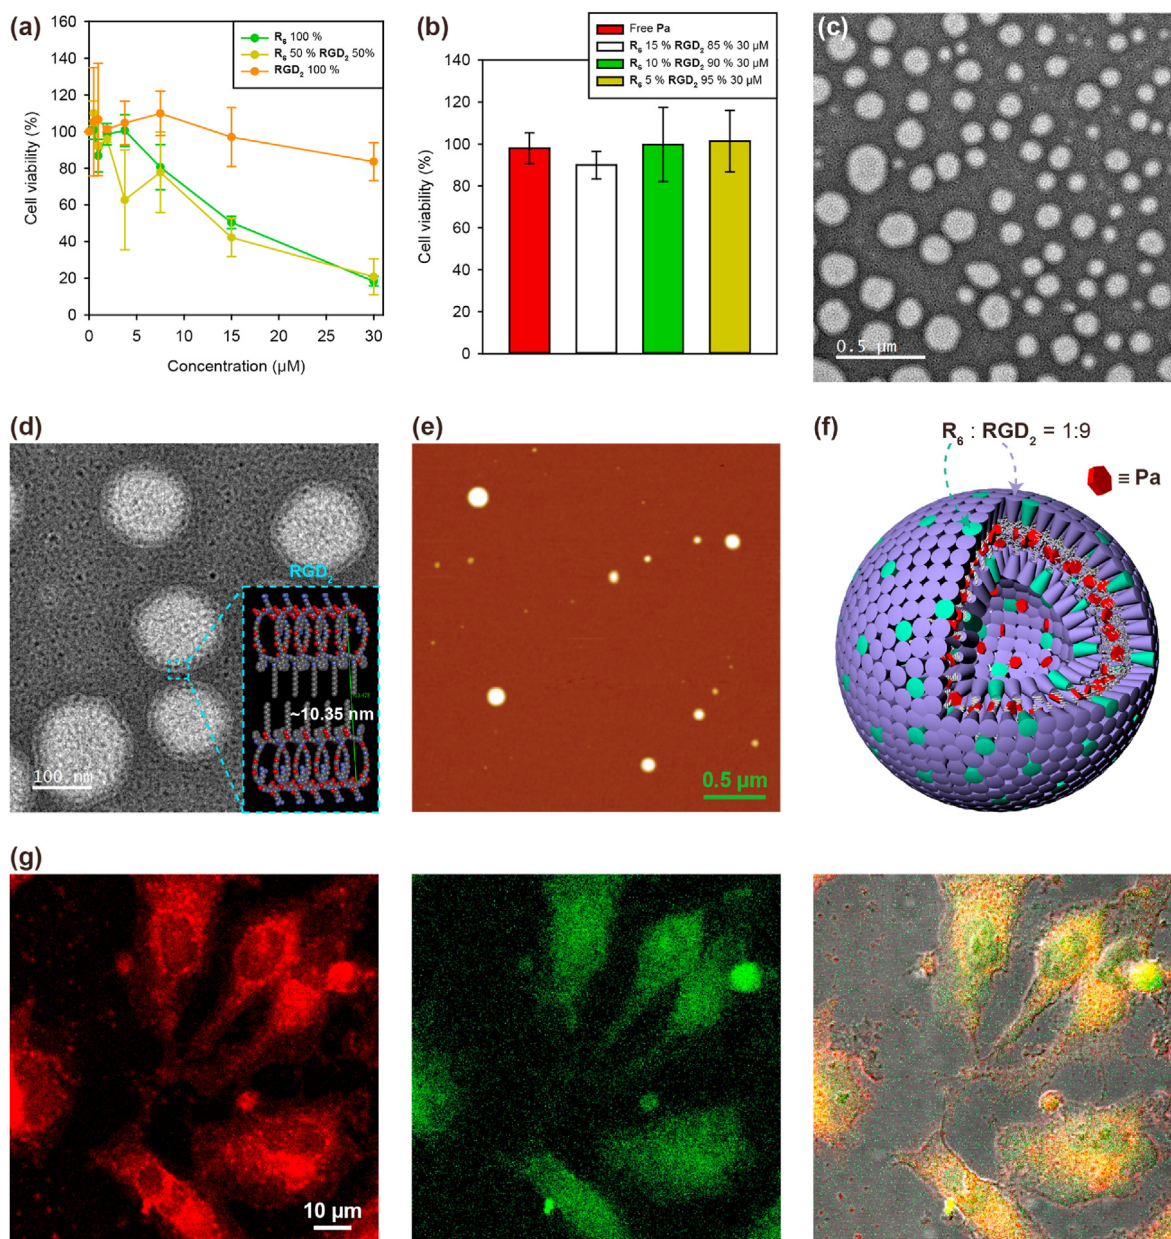 (a)
160
140
120
100
80
60
40
20
0
Cell viability (%)
R₆ 100 %
R₆ 50 % RGD₂ 50%
RGD₂ 100 %
0 5 10 15 20 25 30
Concentration (µM)
(b)
Free Pa
R₆ 15 % RGD₂ 85 % 30 µM
R₆ 10 % RGD₂ 90 % 30 µM
R₆ 5 % RGD₂ 95 % 30 µM
140
120
100
80
60
40
20
0
Cell viability (%)
(c)
0.5 µm
(d)
RGD₂
~10.35 nm
100 nm
(e)
0.5 µm
(f)
R₆ : RGD₂ = 1:9
≡ Pa
(g)
10 µm